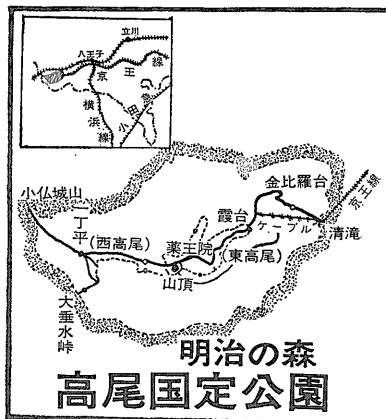 立川
八王子
京王線
横浜線
小田急
金比羅台
京王線
小仏城山
一丁平
霞台
ケーブル
清滝
(西高尾)
薬王院
(東高尾)
山頂
大垂水峠
明治の森
高尾国定公園